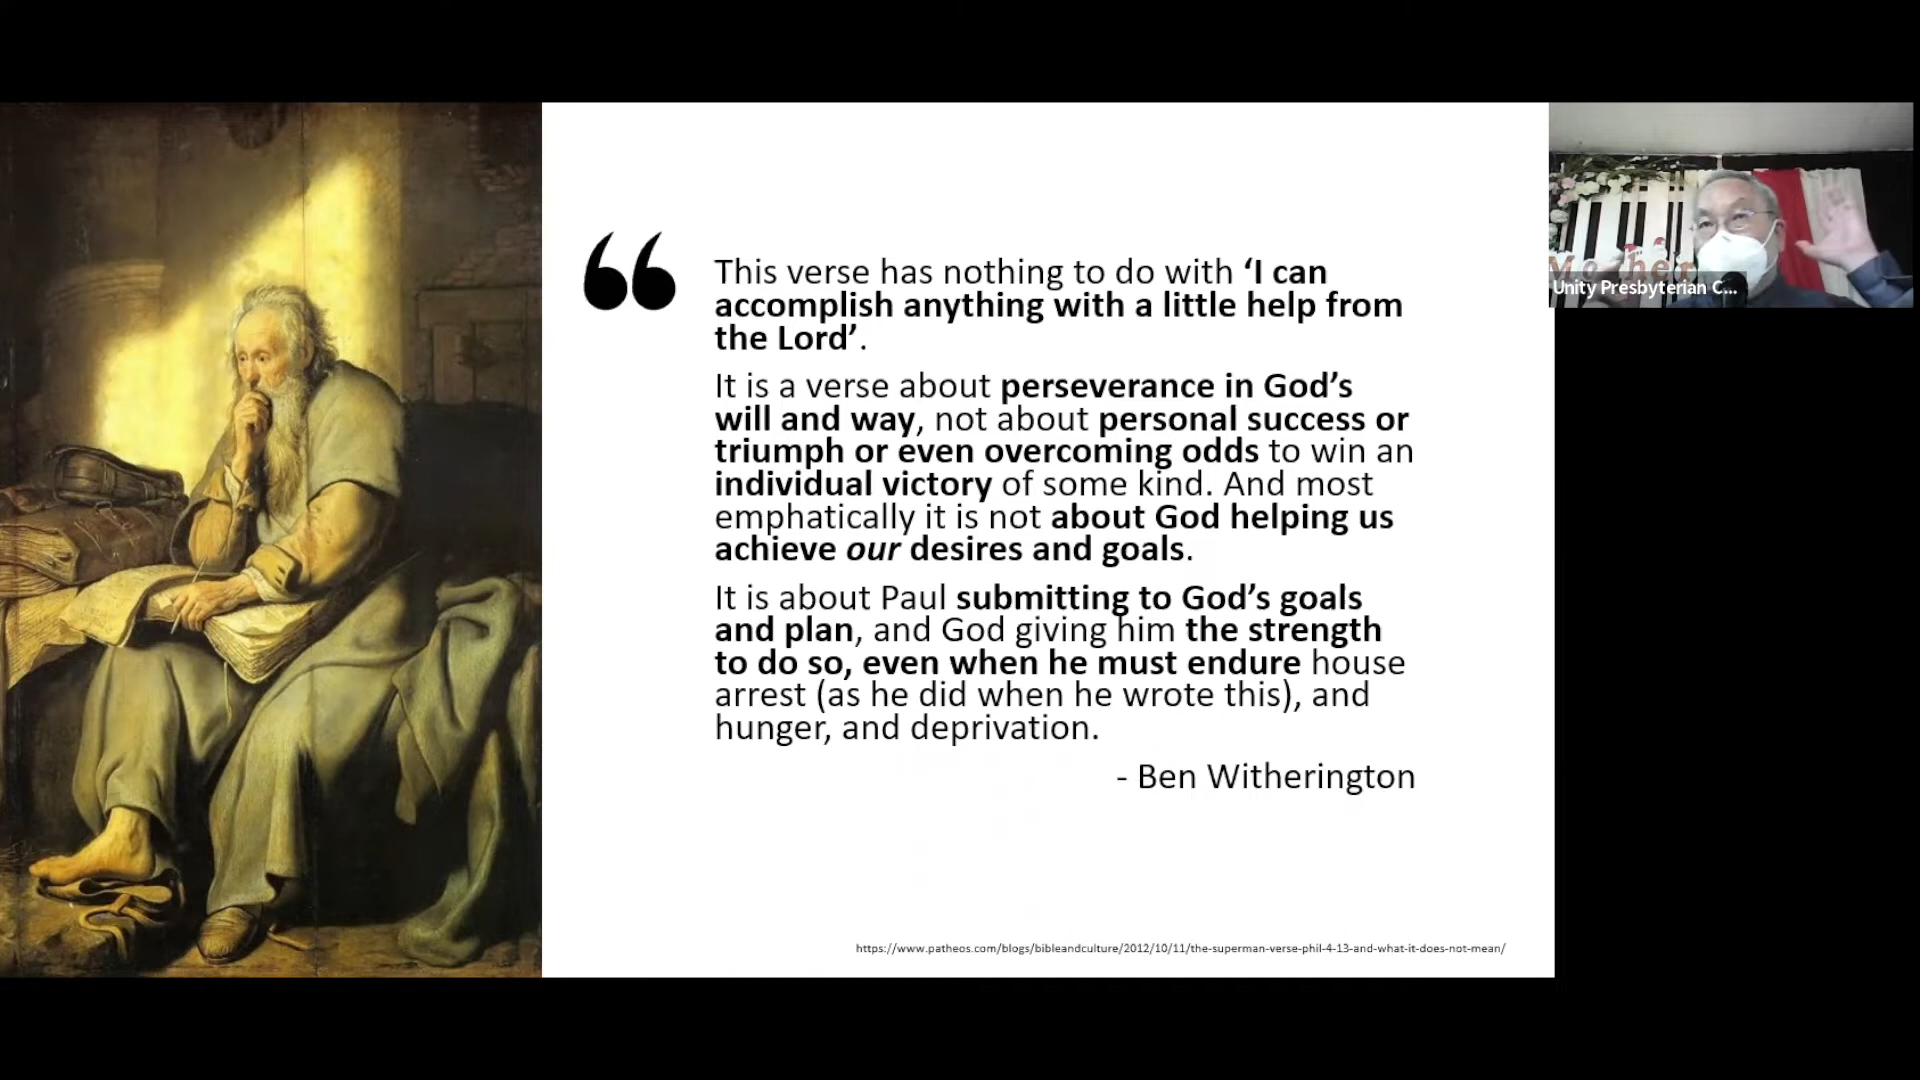 This verse has nothing to do with ‘I can
accomplish anything with a little help from
the Lord’.
It is a verse about perseverance in God’s
will and way, not about personal success or
triumph or even overcoming odds to win an
individual victory of some kind. And most
emphatically it is not about God helping us
achieve our desires and goals.
It is about Paul submitting to God’s goals
and plan, and God giving him the strength
to do so, even when he must endure house
arrest (as he did when he wrote this), and
hunger, and deprivation.
- Ben Witherington
https://www.patheos.com/blogs/bibleandculture/2012/10/11/the-superman-verse-phil-4-13-and-what-it-does-not-mean/
Unity Presbyterian C...